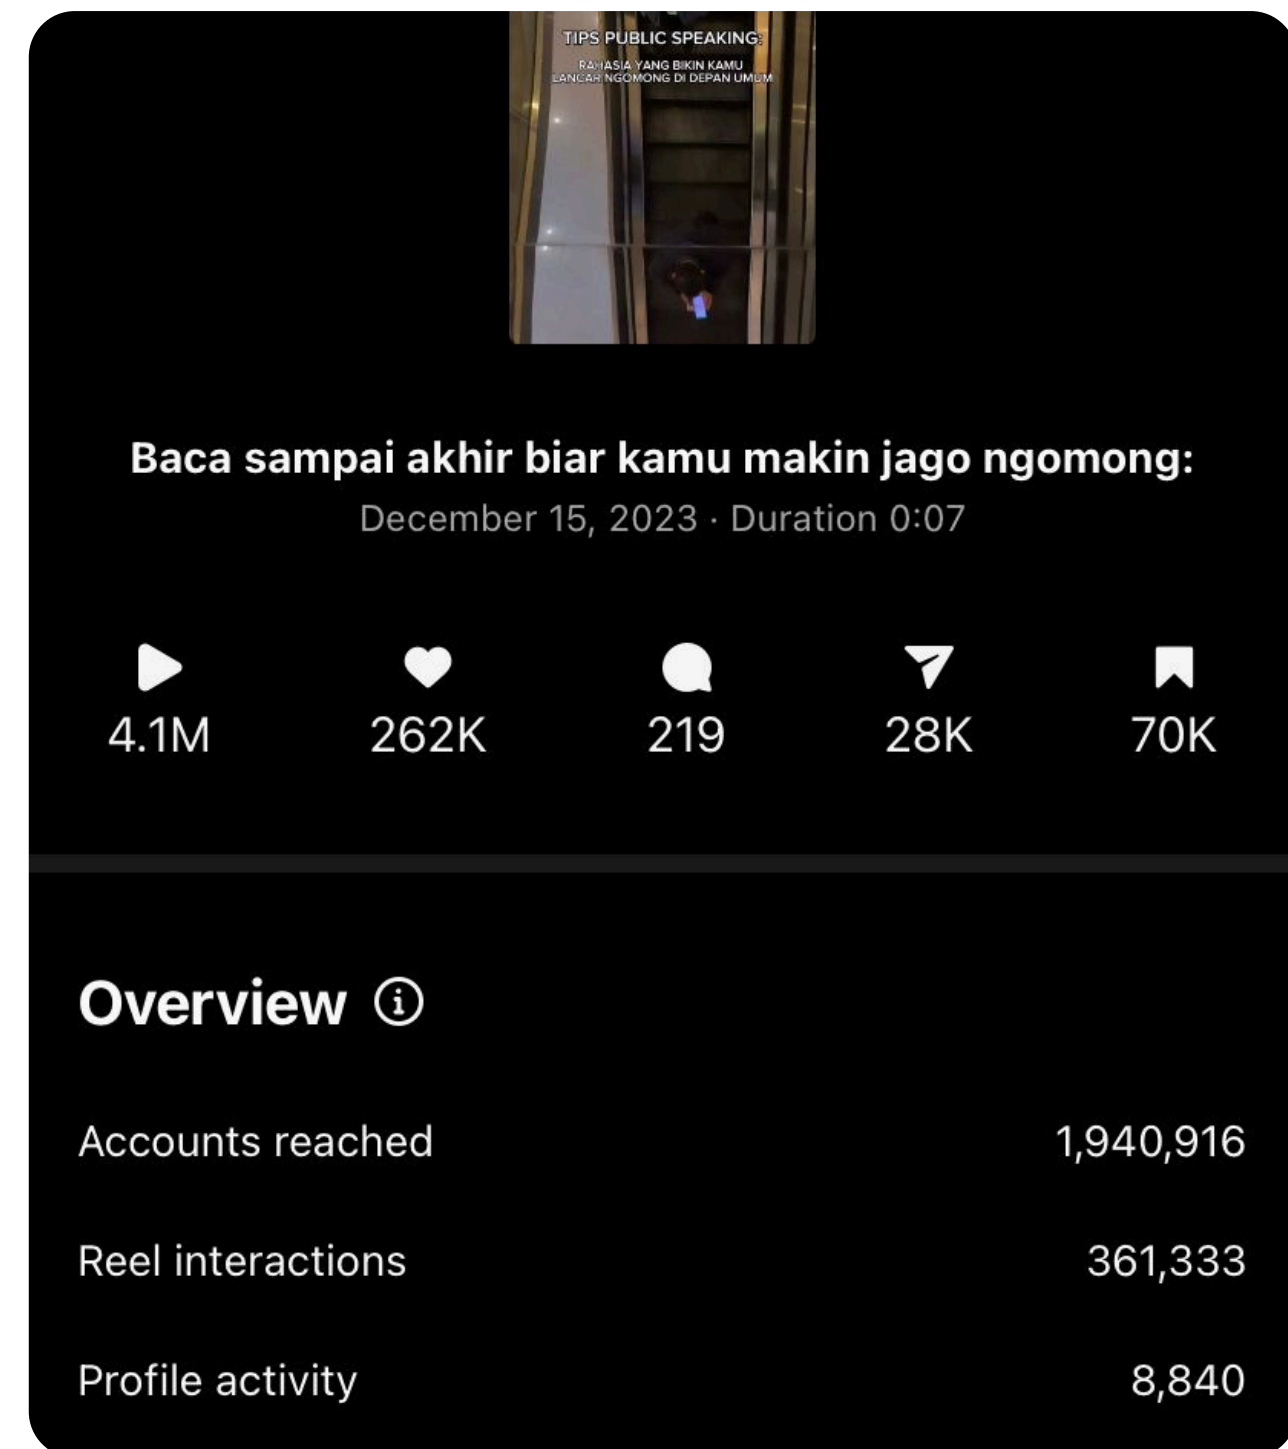 TIPS PUBLIC SPEAKING:
RAHASIA YANG BIKIN KAMU
LANCAR NGOMONG DI DEPAN UMUM
Baca sampai akhir biar kamu makin jago ngomong:
December 15, 2023 · Duration 0:07
4.1M 262K 219 28K 70K
Overview
Accounts reached 1,940,916
Reel interactions 361,333
Profile activity 8,840